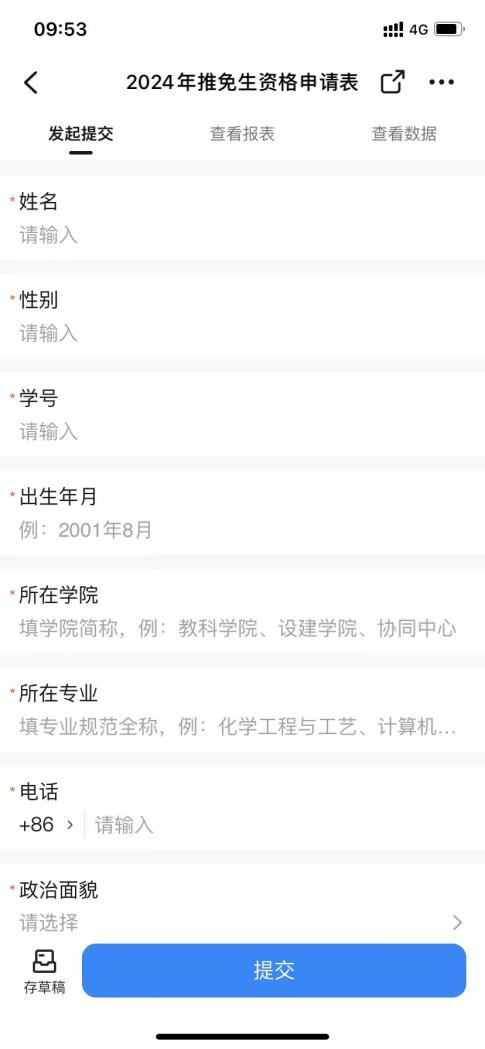 09:53
4G
2024年推免生资格申请表
发起提交 查看报表 查看数据
*姓名
请输入
*性别
请输入
*学号
请输入
*出生年月
例：2001年8月
*所在学院
填学院简称，例：教科学院、设建学院、协同中心
*所在专业
填专业规范全称，例：化学工程与工艺、计算机...
*电话
+86 请输入
*政治面貌
请选择
存草稿
提交